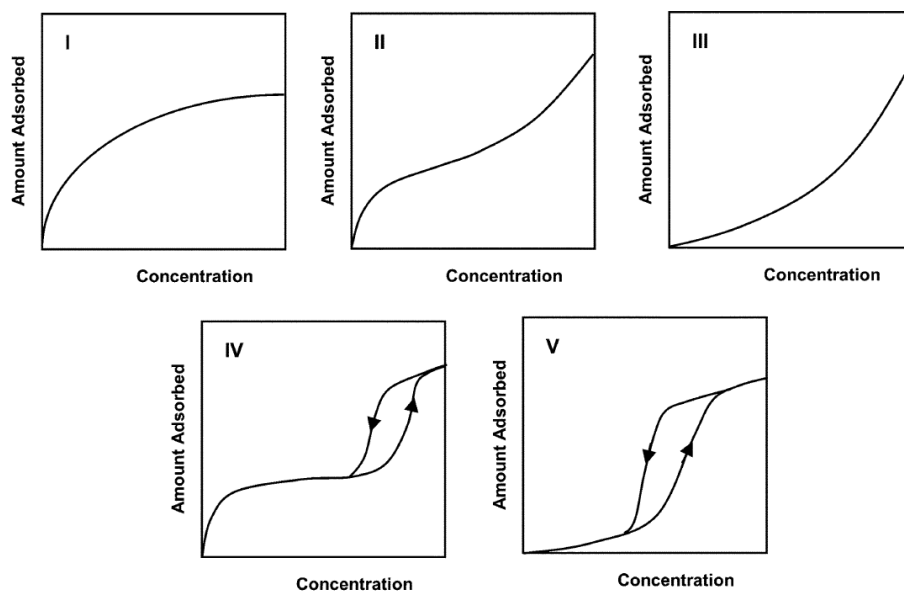 I
Amount Adsorbed
Concentration
II
Amount Adsorbed
Concentration
III
Amount Adsorbed
Concentration
IV
Amount Adsorbed
Concentration
V
Amount Adsorbed
Concentration